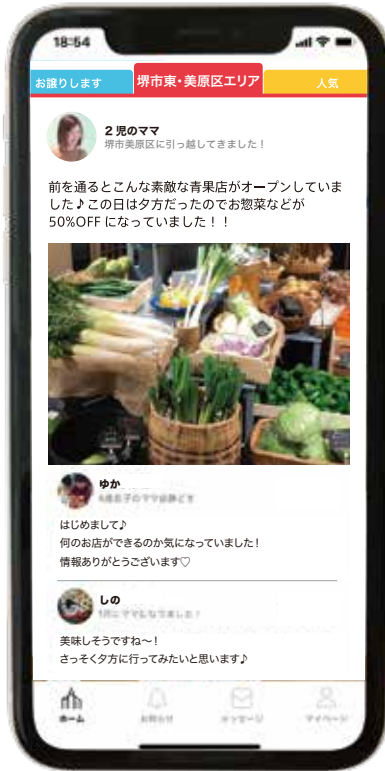 18:54
お譲りします
堺市東・美原区エリア
人気
2児のママ
堺市美原区に引っ越してきました！
前を通るとこんな素敵な青果店がオープンしていま
した♪この日は夕方だったのでお惣菜などが
50%OFFになっていました！！
ゆか
はじめまして♪
何のお店ができるのか気になっていました！
情報ありがとうございます♡
しの
美味しそうですね〜！
さっそく夕方に行ってみたいと思います♪
ホーム
お知らせ
メッセージ
マイページ